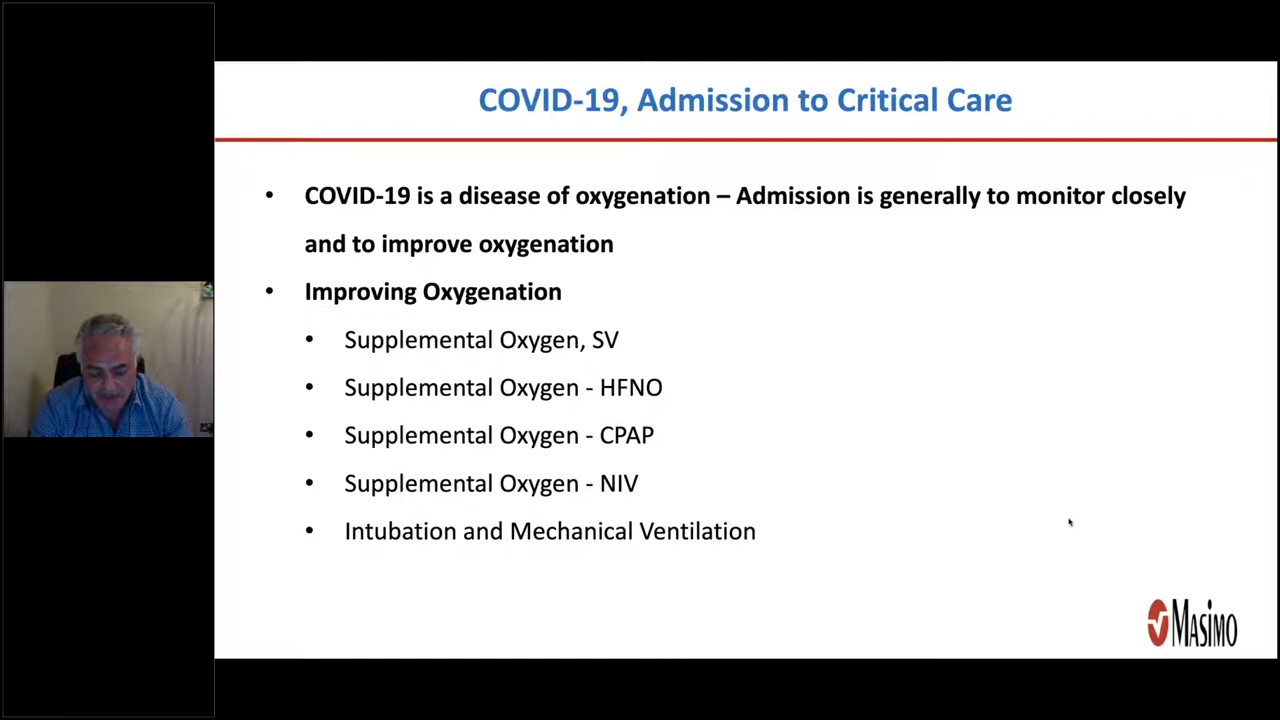 COVID-19, Admission to Critical Care
• COVID-19 is a disease of oxygenation – Admission is generally to monitor closely
and to improve oxygenation
• Improving Oxygenation
• Supplemental Oxygen, SV
• Supplemental Oxygen - HFNO
• Supplemental Oxygen - CPAP
• Supplemental Oxygen - NIV
• Intubation and Mechanical Ventilation
Masimo